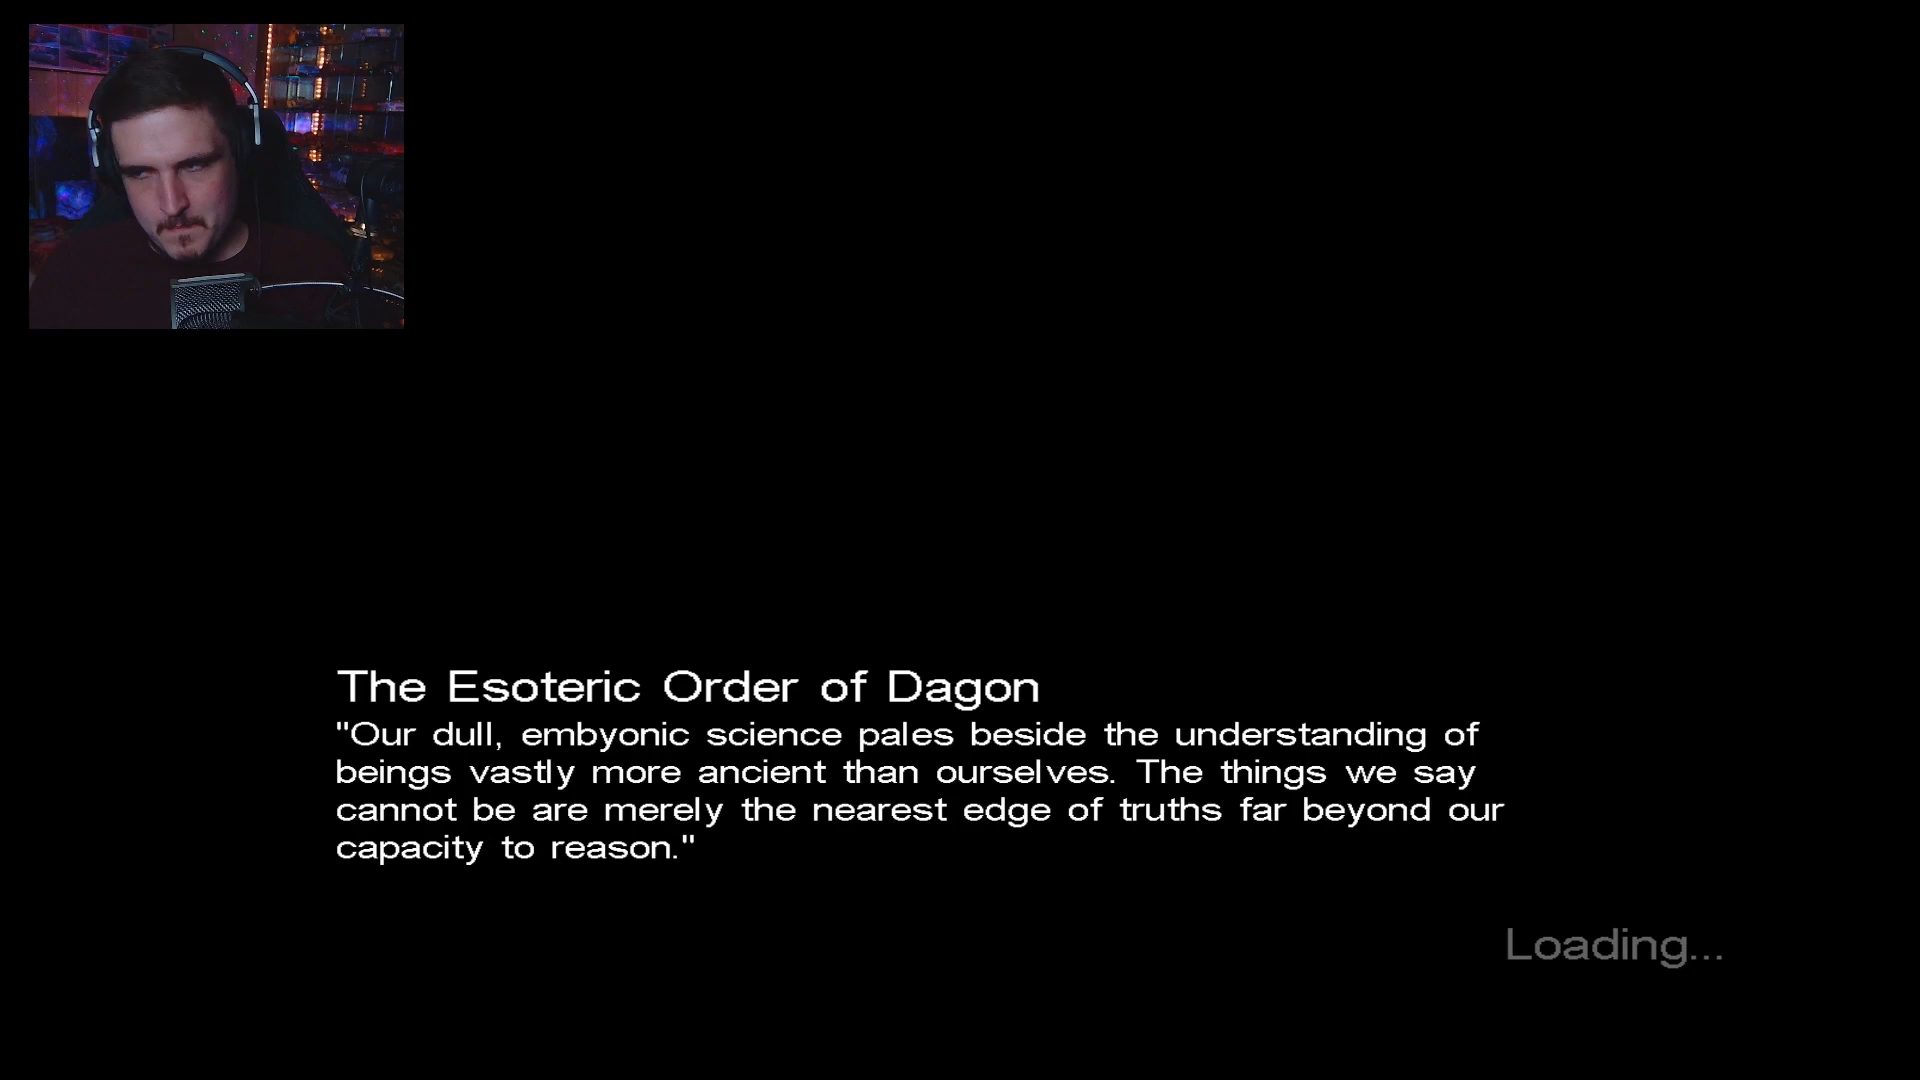 The Esoteric Order of Dagon
"Our dull, embyonic science pales beside the understanding of
beings vastly more ancient than ourselves. The things we say
cannot be are merely the nearest edge of truths far beyond our
capacity to reason."
Loading...